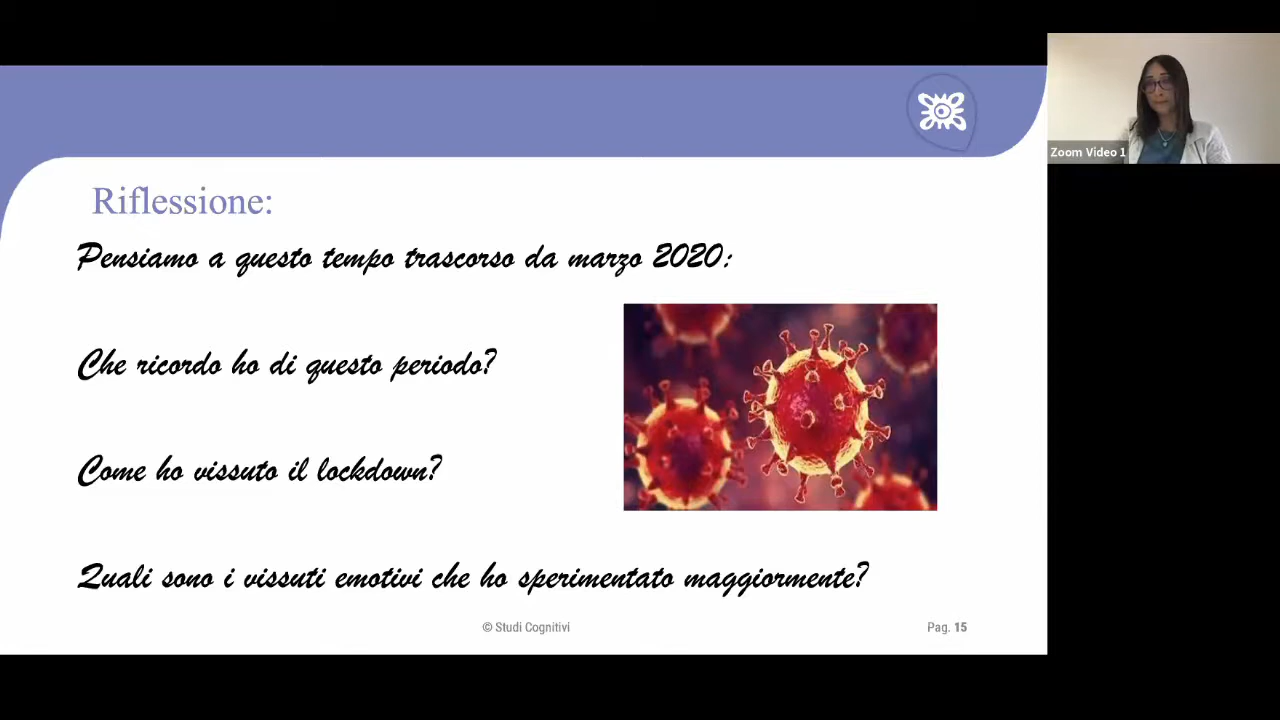 Riflessione:
Pensiamo a questo tempo trascorso da marzo 2020:
Che ricordo ho di questo periodo?
Come ho vissuto il lockdown?
Quali sono i vissuti emotivi che ho sperimentato maggiormente?
© Studi Cognitivi
Pag. 15
Zoom Video 1